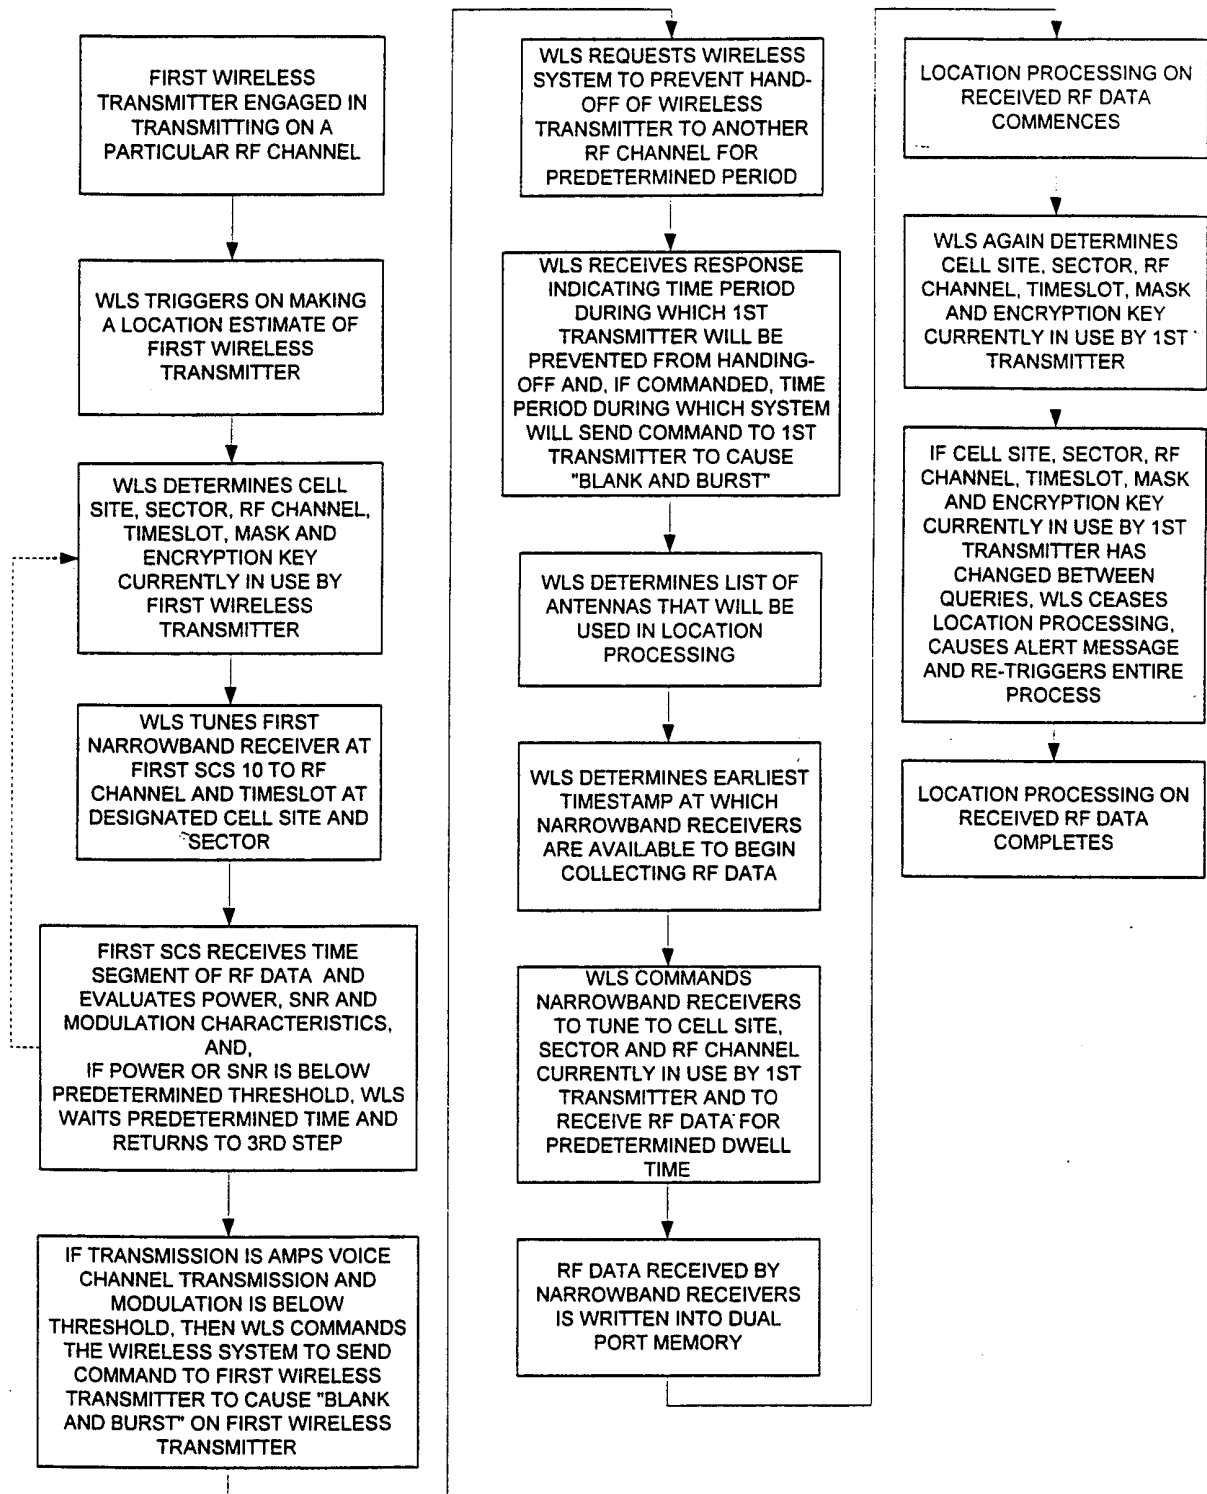 FIRST WIRELESS
TRANSMITTER ENGAGED IN
TRANSMITTING ON A
PARTICULAR RF CHANNEL
WLS TRIGGERS ON MAKING
A LOCATION ESTIMATE OF
FIRST WIRELESS
TRANSMITTER
WLS DETERMINES CELL
SITE, SECTOR, RF CHANNEL,
TIMESLOT, MASK AND
ENCRYPTION KEY
CURRENTLY IN USE BY
FIRST WIRELESS
TRANSMITTER
WLS TUNES FIRST
NARROWBAND RECEIVER AT
FIRST SCS 10 TO RF
CHANNEL AND TIMESLOT AT
DESIGNATED CELL SITE AND
SECTOR
FIRST SCS RECEIVES TIME
SEGMENT OF RF DATA AND
EVALUATES POWER, SNR AND
MODULATION CHARACTERISTICS,
AND,
IF POWER OR SNR IS BELOW
PREDETERMINED THRESHOLD, WLS
WAITS PREDETERMINED TIME AND
RETURNS TO 3RD STEP
IF TRANSMISSION IS AMPS VOICE
CHANNEL TRANSMISSION AND
MODULATION IS BELOW
THRESHOLD, THEN WLS COMMANDS
THE WIRELESS SYSTEM TO SEND
COMMAND TO FIRST WIRELESS
TRANSMITTER TO CAUSE "BLANK
AND BURST" ON FIRST WIRELESS
TRANSMITTER
WLS REQUESTS WIRELESS
SYSTEM TO PREVENT HAND-
OFF OF WIRELESS
TRANSMITTER TO ANOTHER
RF CHANNEL FOR
PREDETERMINED PERIOD
WLS RECEIVES RESPONSE
INDICATING TIME PERIOD
DURING WHICH 1ST
TRANSMITTER WILL BE
PREVENTED FROM HANDING-
OFF AND, IF COMMANDED, TIME
PERIOD DURING WHICH SYSTEM
WILL SEND COMMAND TO 1ST
TRANSMITTER TO CAUSE
"BLANK AND BURST"
WLS DETERMINES LIST OF
ANTENNAS THAT WILL BE
USED IN LOCATION
PROCESSING
WLS DETERMINES EARLIEST
TIMESTAMP AT WHICH
NARROWBAND RECEIVERS
ARE AVAILABLE TO BEGIN
COLLECTING RF DATA
WLS COMMANDS
NARROWBAND RECEIVERS
TO TUNE TO CELL SITE,
SECTOR AND RF CHANNEL
CURRENTLY IN USE BY 1ST
TRANSMITTER AND TO
RECEIVE RF DATA FOR
PREDETERMINED DWELL
TIME
RF DATA RECEIVED BY
NARROWBAND RECEIVERS
IS WRITTEN INTO DUAL
PORT MEMORY
LOCATION PROCESSING ON
RECEIVED RF DATA
COMMENCES
WLS AGAIN DETERMINES
CELL SITE, SECTOR, RF
CHANNEL, TIMESLOT, MASK
AND ENCRYPTION KEY
CURRENTLY IN USE BY 1ST
TRANSMITTER
IF CELL SITE, SECTOR, RF
CHANNEL, TIMESLOT, MASK
AND ENCRYPTION KEY
CURRENTLY IN USE BY 1ST
TRANSMITTER HAS
CHANGED BETWEEN
QUERIES, WLS CEASES
LOCATION PROCESSING,
CAUSES ALERT MESSAGE
AND RE-TRIGGERS ENTIRE
PROCESS
LOCATION PROCESSING ON
RECEIVED RF DATA
COMPLETES